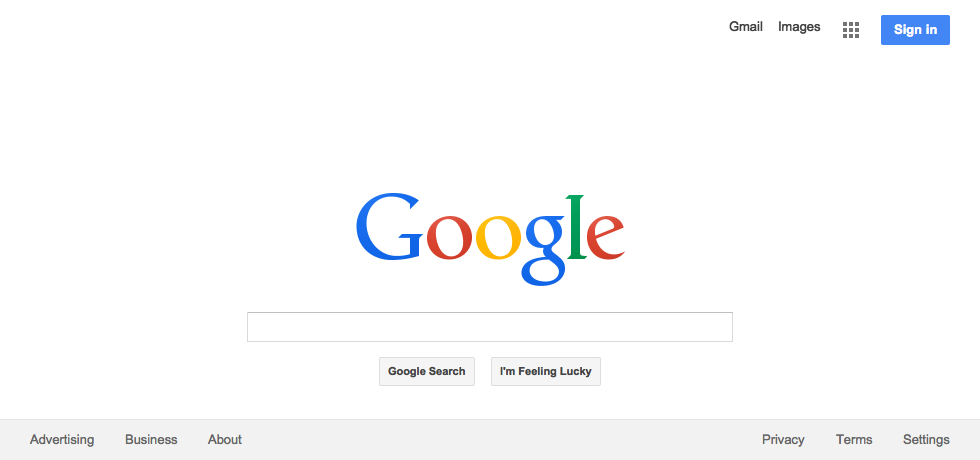 Gmail Images Sign in
Google
Google Search I'm Feeling Lucky
Advertising Business About Privacy Terms Settings